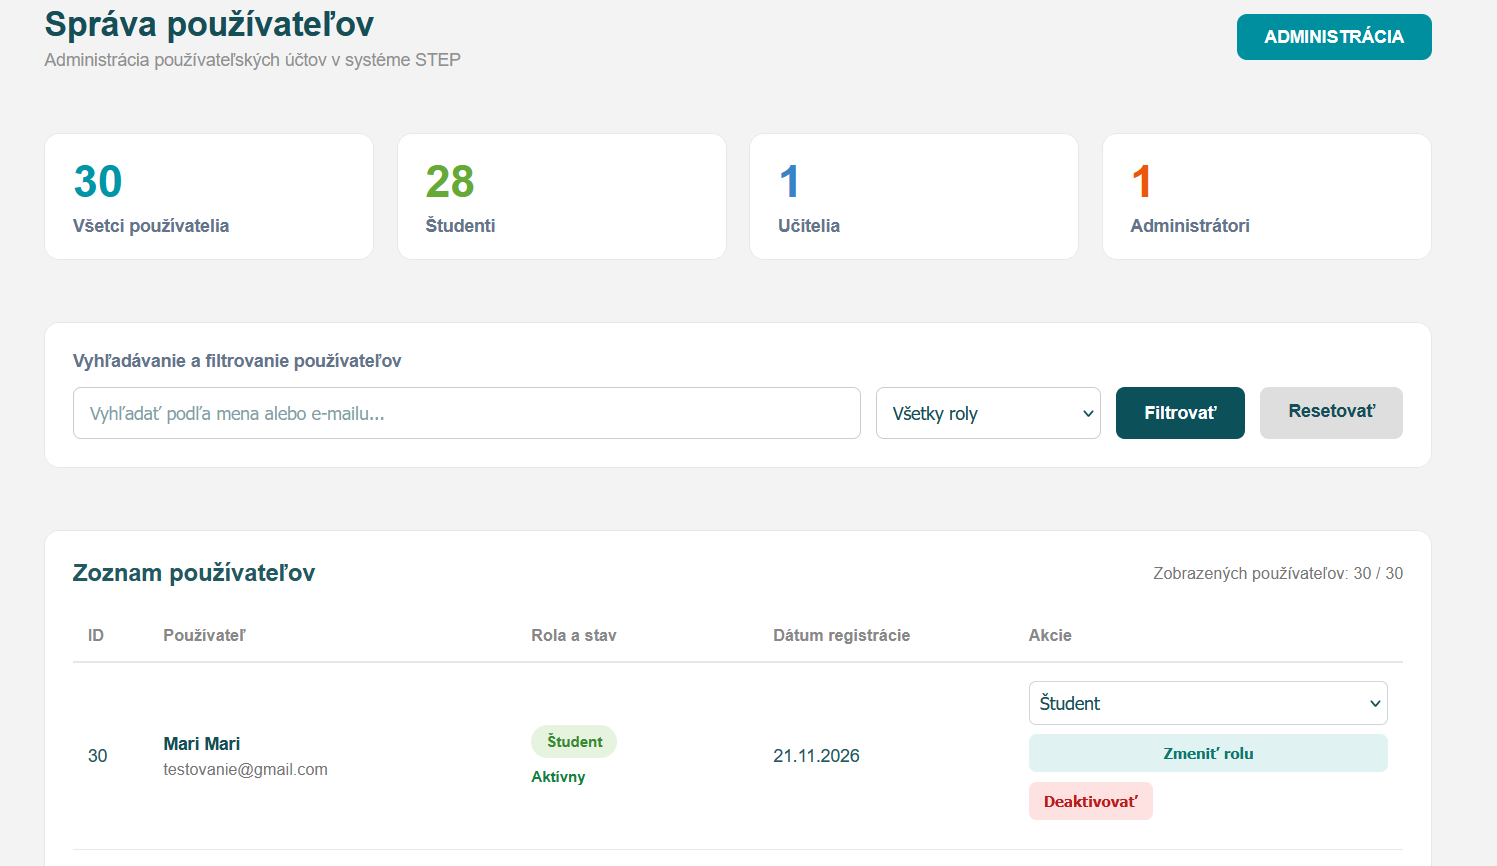 Správa používateľov
Administrácia používateľských účtov v systéme STEP
ADMINISTRÁCIA
30
Všetci používatelia
28
Študenti
1
Učitelia
1
Administrátori
Vyhľadávanie a filtrovanie používateľov
Vyhľadať podľa mena alebo e-mailu...
Všetky roly
Filtrovať
Resetovať
Zoznam používateľov
Zobrazených používateľov: 30 / 30
ID Používateľ Rola a stav Dátum registrácie Akcie
Študent
30
Mari Mari
testovanie@gmail.com
Študent
Aktívny
21.11.2026
Zmeniť rolu
Deaktivovať